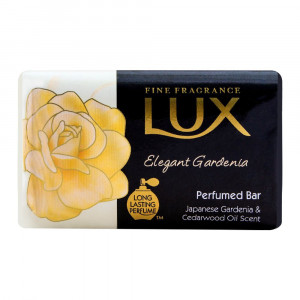 FINE FRAGRANCE
LUX
Elegant Gardenia
LONG
LASTING
PERFUME
TM
Perfumed Bar
Japanese Gardenia &
Cedarwood Oil Scent